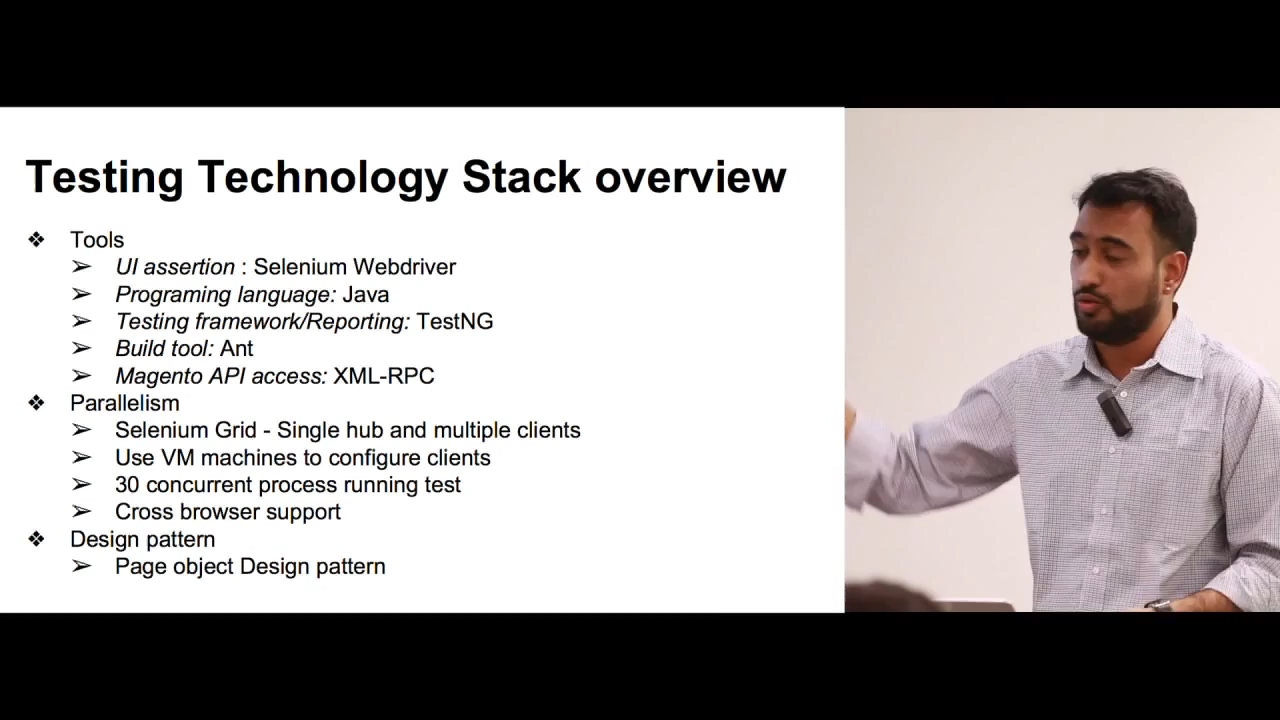 Testing Technology Stack overview
❖ Tools
➢ UI assertion : Selenium Webdriver
➢ Programing language: Java
➢ Testing framework/Reporting: TestNG
➢ Build tool: Ant
➢ Magento API access: XML-RPC
❖ Parallelism
➢ Selenium Grid - Single hub and multiple clients
➢ Use VM machines to configure clients
➢ 30 concurrent process running test
➢ Cross browser support
❖ Design pattern
➢ Page object Design pattern